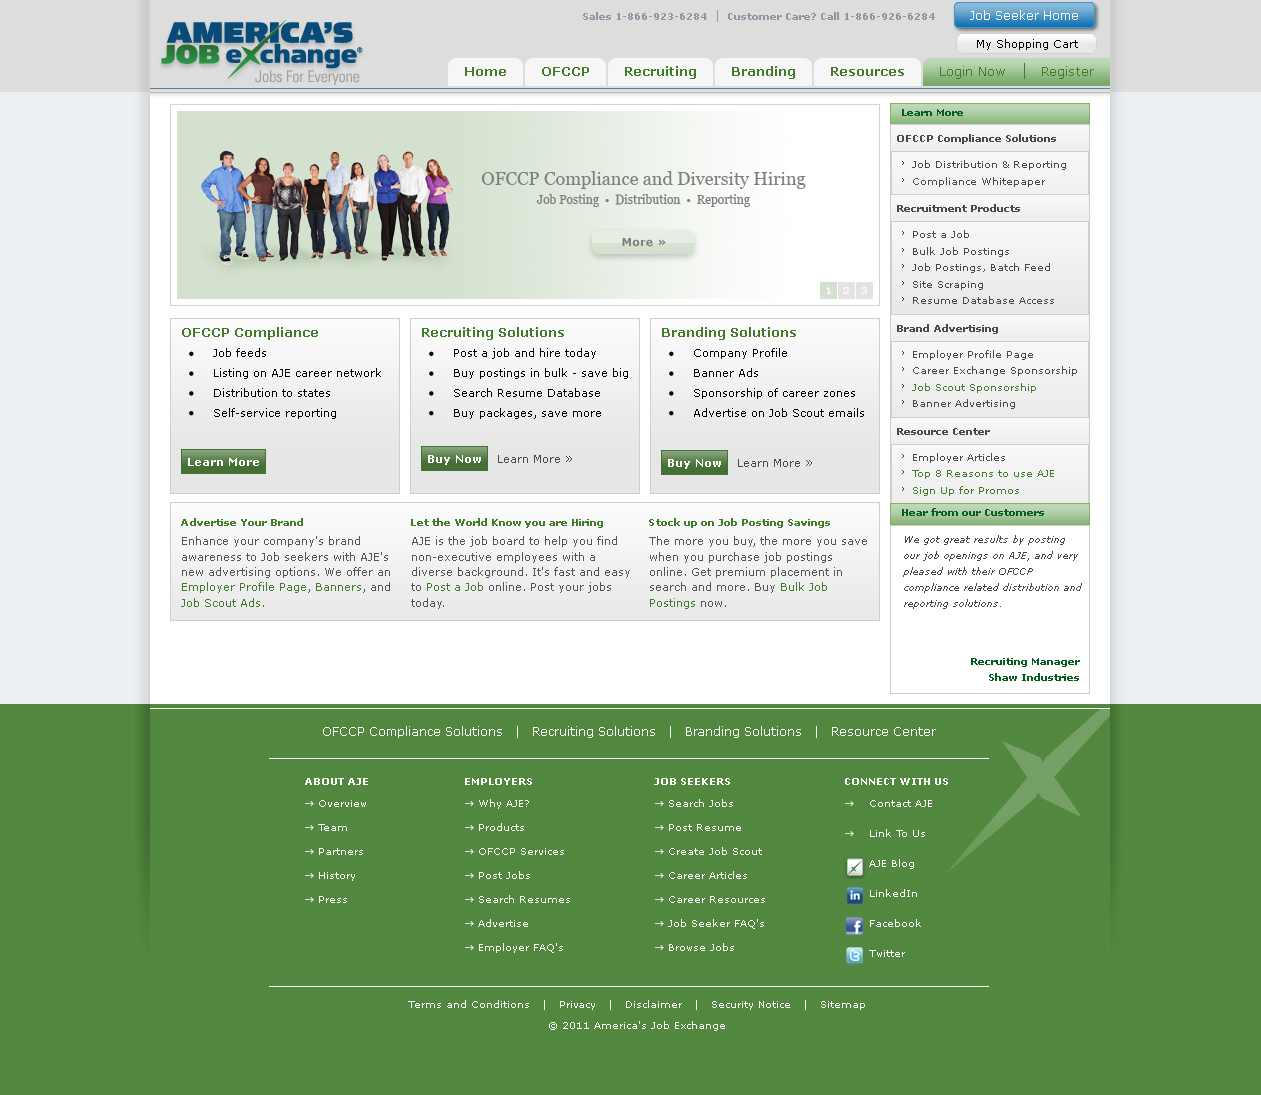 Sales 1-866-923-6284 | Customer Care? Call 1-866-926-6284
Job Seeker Home
My Shopping Cart
AMERICA'S
JOB exchange®
Jobs For Everyone
Home
OFCCP
Recruiting
Branding
Resources
Login Now
Register
OFCCP Compliance and Diversity Hiring
Job Posting • Distribution • Reporting
More »
1 2 3
OFCCP Compliance
• Job feeds
• Listing on AJE career network
• Distribution to states
• Self-service reporting
Learn More
Recruiting Solutions
• Post a job and hire today
• Buy postings in bulk - save big
• Search Resume Database
• Buy packages, save more
Buy Now Learn More »
Branding Solutions
• Company Profile
• Banner Ads
• Sponsorship of career zones
• Advertise on Job Scout emails
Buy Now Learn More »
Advertise Your Brand
Enhance your company's brand
awareness to Job seekers with AJE's
new advertising options. We offer an
Employer Profile Page, Banners, and
Job Scout Ads.
Let the World Know you are Hiring
AJE is the job board to help you find
non-executive employees with a
diverse background. It's fast and easy
to Post a Job online. Post your jobs
today.
Stock up on Job Posting Savings
The more you buy, the more you save
when you purchase job postings
online. Get premium placement in
search and more. Buy Bulk Job
Postings now.
Learn More
OFCCP Compliance Solutions
Job Distribution & Reporting
Compliance Whitepaper
Recruitment Products
Post a Job
Bulk Job Postings
Job Postings, Batch Feed
Site Scraping
Resume Database Access
Brand Advertising
Employer Profile Page
Career Exchange Sponsorship
Job Scout Sponsorship
Banner Advertising
Resource Center
Employer Articles
Top 8 Reasons to use AJE
Sign Up for Promos
Hear from our Customers
We got great results by posting
our job openings on AJE, and very
pleased with their OFCCP
compliance related distribution and
reporting solutions.
Recruiting Manager
Shaw Industries
OFCCP Compliance Solutions | Recruiting Solutions | Branding Solutions | Resource Center
ABOUT AJE
Overview
Team
Partners
History
Press
EMPLOYERS
Why AJE?
Products
OFCCP Services
Post Jobs
Search Resumes
Advertise
Employer FAQ's
JOB SEEKERS
Search Jobs
Post Resume
Create Job Scout
Career Articles
Career Resources
Job Seeker FAQ's
Browse Jobs
CONNECT WITH US
Contact AJE
Link To Us
AJE Blog
LinkedIn
Facebook
Twitter
Terms and Conditions | Privacy | Disclaimer | Security Notice | Sitemap
© 2011 America's Job Exchange